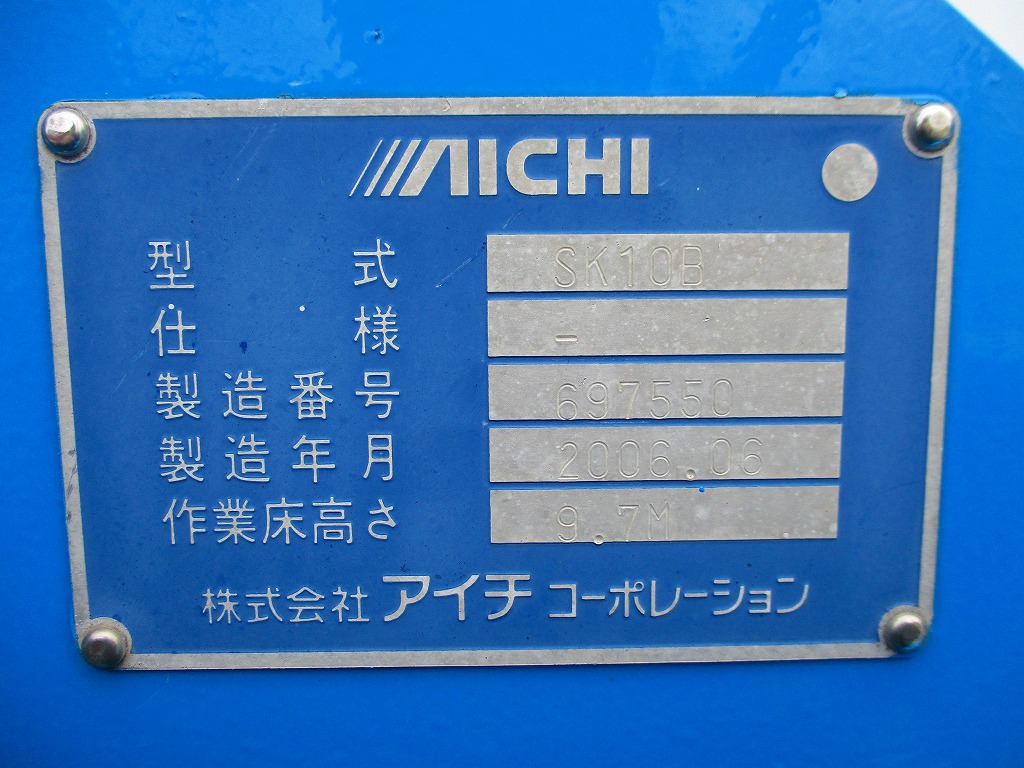 AICHI
型式 SK10B
仕様 -
製造番号 697550
製造年月 2006.06
作業床高さ 9.7M
株式会社アイチコーポレーション